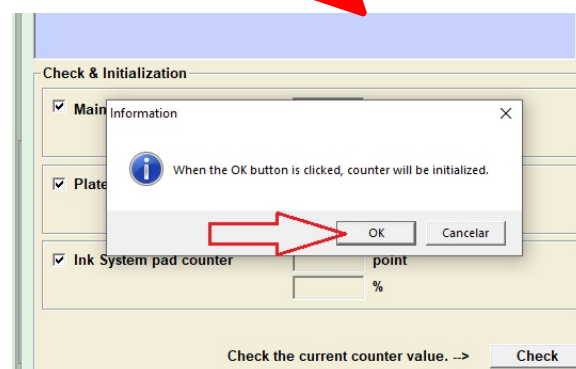 Check & Initialization
Main
Information
When the OK button is clicked, counter will be initialized.
Plate
OK
Cancelar
Ink System pad counter
point
%
Check the current counter value. -->
Check